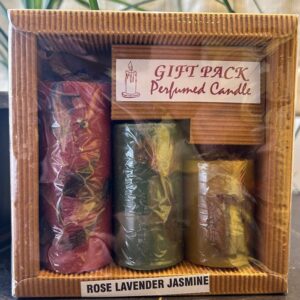 GIFT PACK
Perfumed Candle
ROSE LAVENDER JASMINE